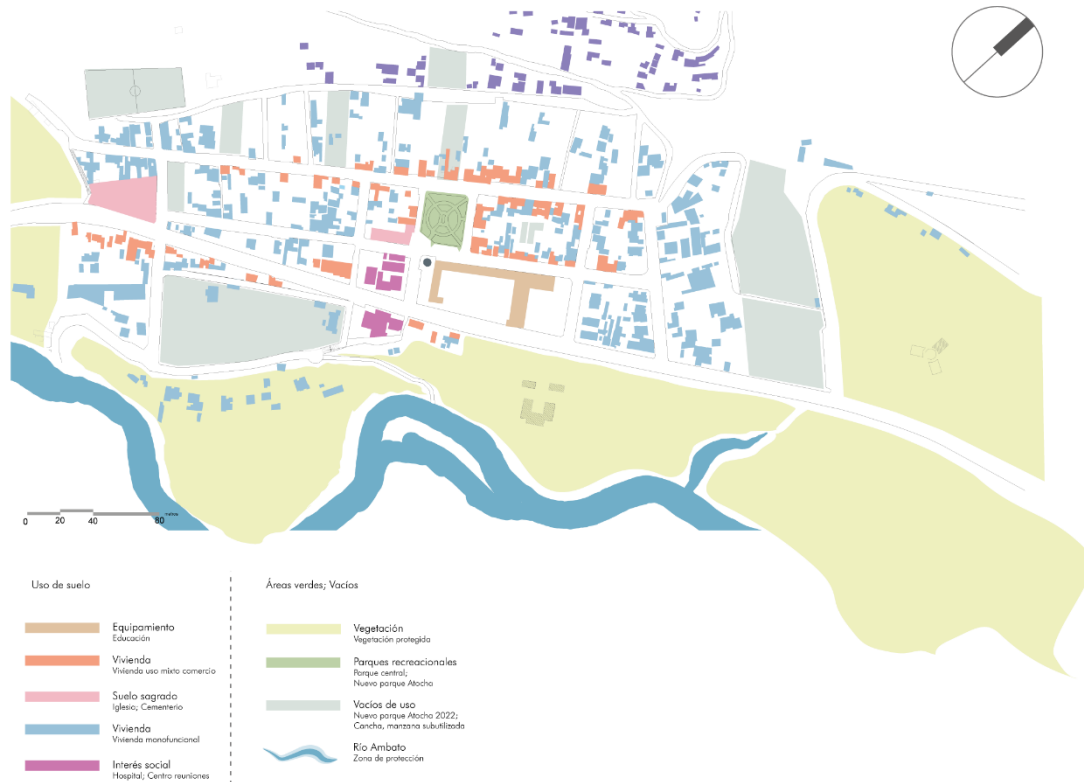 0 20 40 80 metros
Uso de suelo
Equipamiento
Educación
Vivienda
Vivienda uso mixto comercio
Suelo sagrado
Iglesia; Cementerio
Vivienda
Vivienda monofuncional
Interés social
Hospital; Centro reuniones
Áreas verdes; Vacíos
Vegetación
Vegetación protegida
Parques recreacionales
Parque central;
Nuevo parque Atocha
Vacíos de uso
Nuevo parque Atocha 2022;
Cancha, manzana subutilizada
Río Ambato
Zona de protección